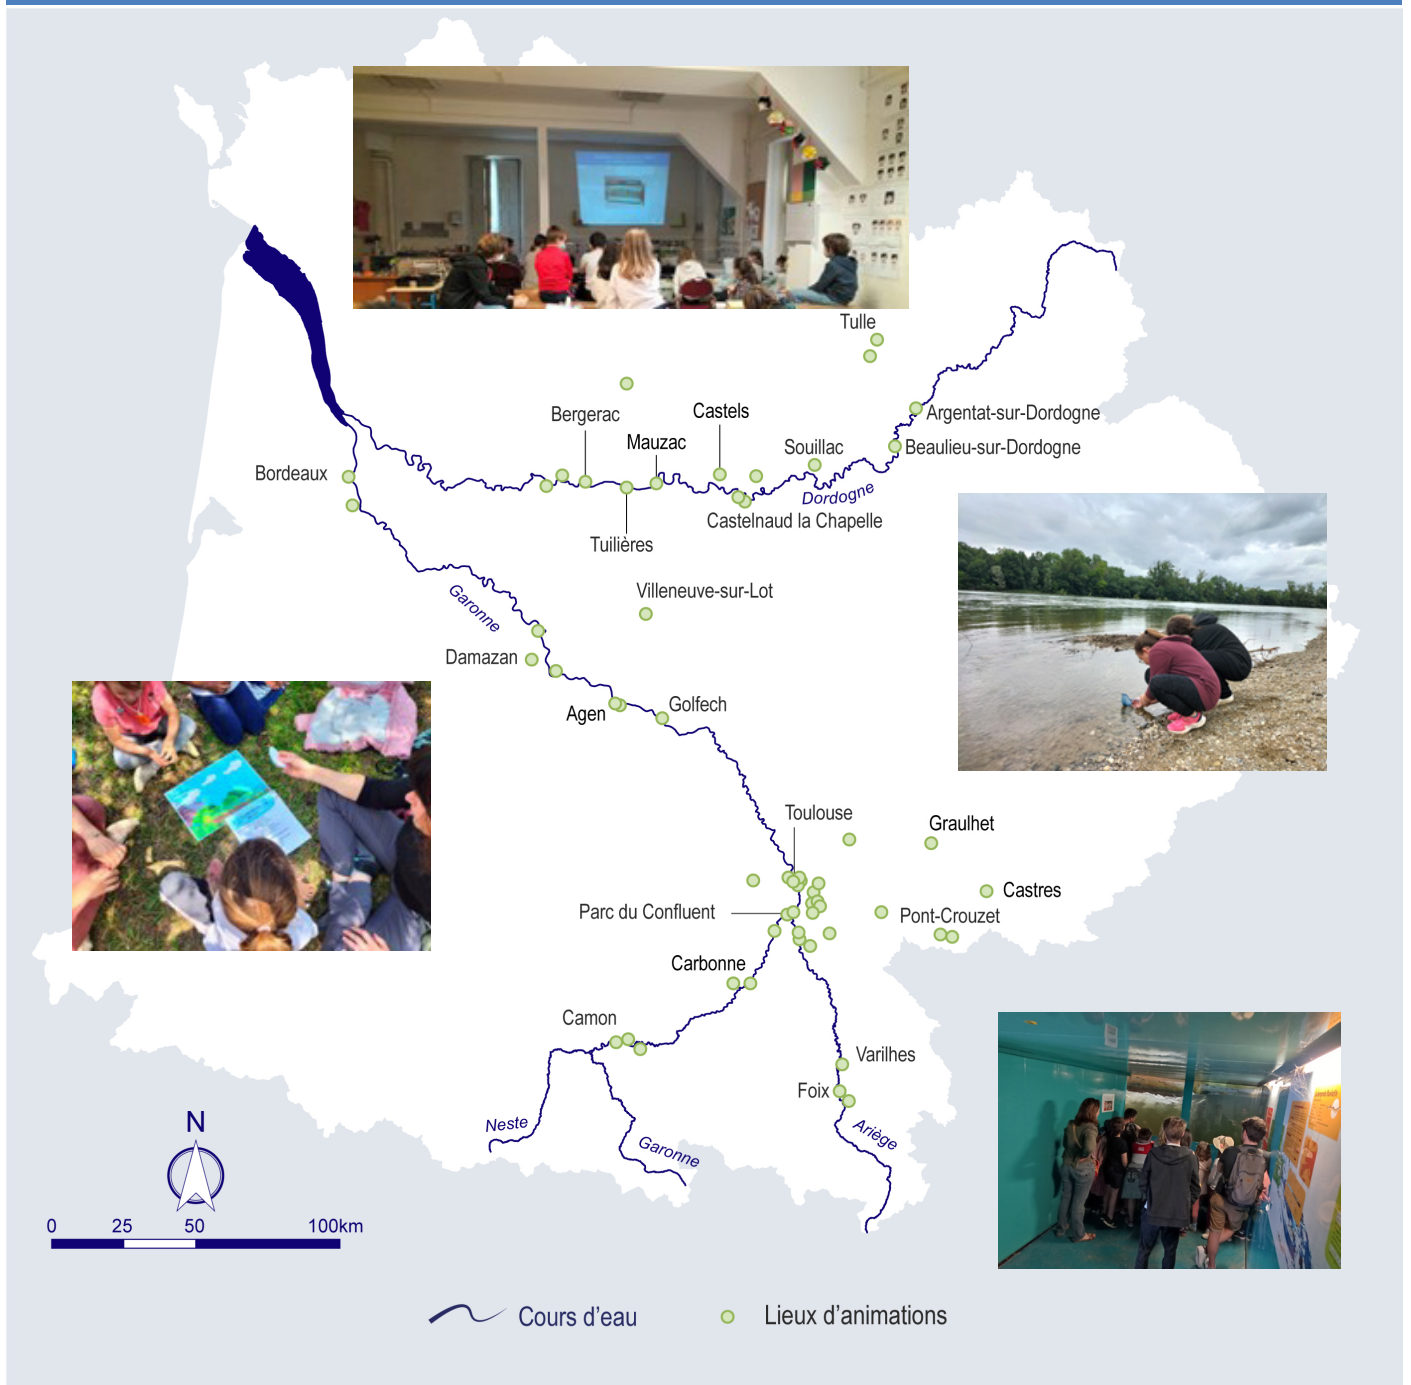 Tulle
Argentat-sur-Dordogne
Bergerac
Castels
Mauzac
Souillac
Beaulieu-sur-Dordogne
Bordeaux
Dordogne
Castelnaud la Chapelle
Tuilières
Villeneuve-sur-Lot
Garonne
Damazan
Agen
Golfech
Toulouse
Graulhet
Castres
Parc du Confluent
Pont-Crouzet
Carbonne
Camon
Varilhes
Foix
Neste
Garonne
Ariège
N
0 25 50 100km
Cours d'eau
Lieux d'animations